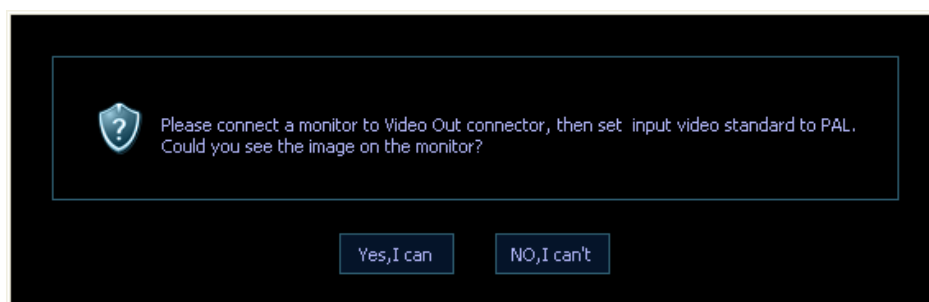 Please connect a monitor to Video Out connector, then set input video standard to PAL.
Could you see the image on the monitor?
Yes,I can
NO,I can't